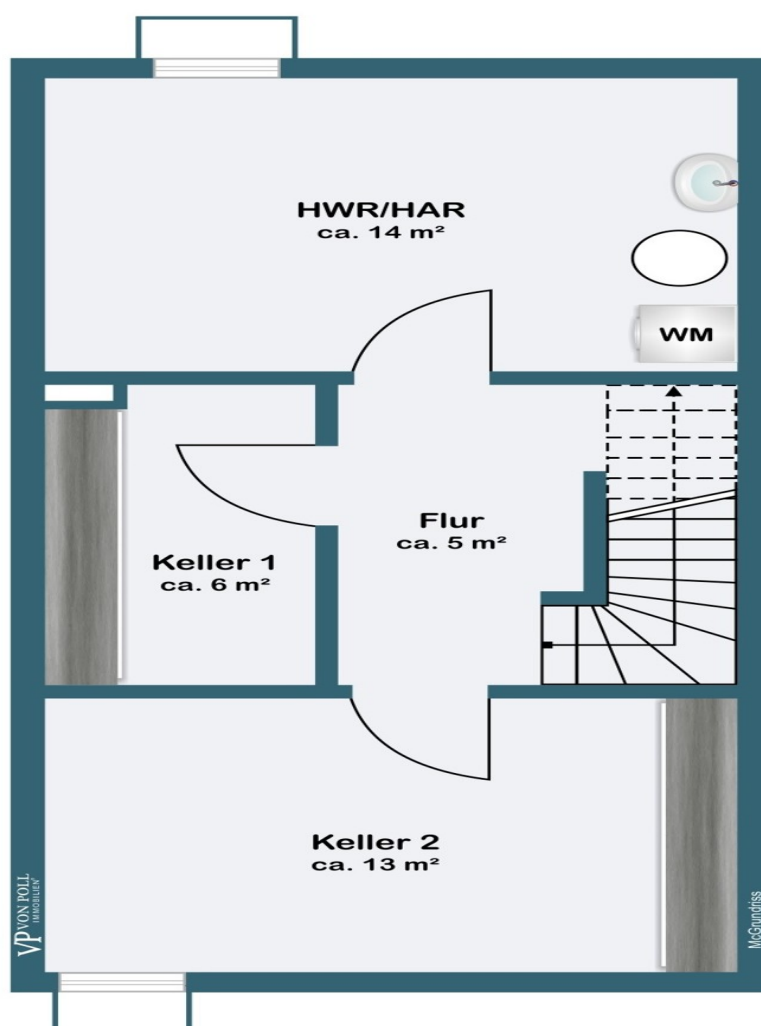 HWR/HAR
ca. 14 m²
WM
Flur
ca. 5 m²
Keller 1
ca. 6 m²
Keller 2
ca. 13 m²
VP VON POLL
IMMOBILIEN®
McGrundriss